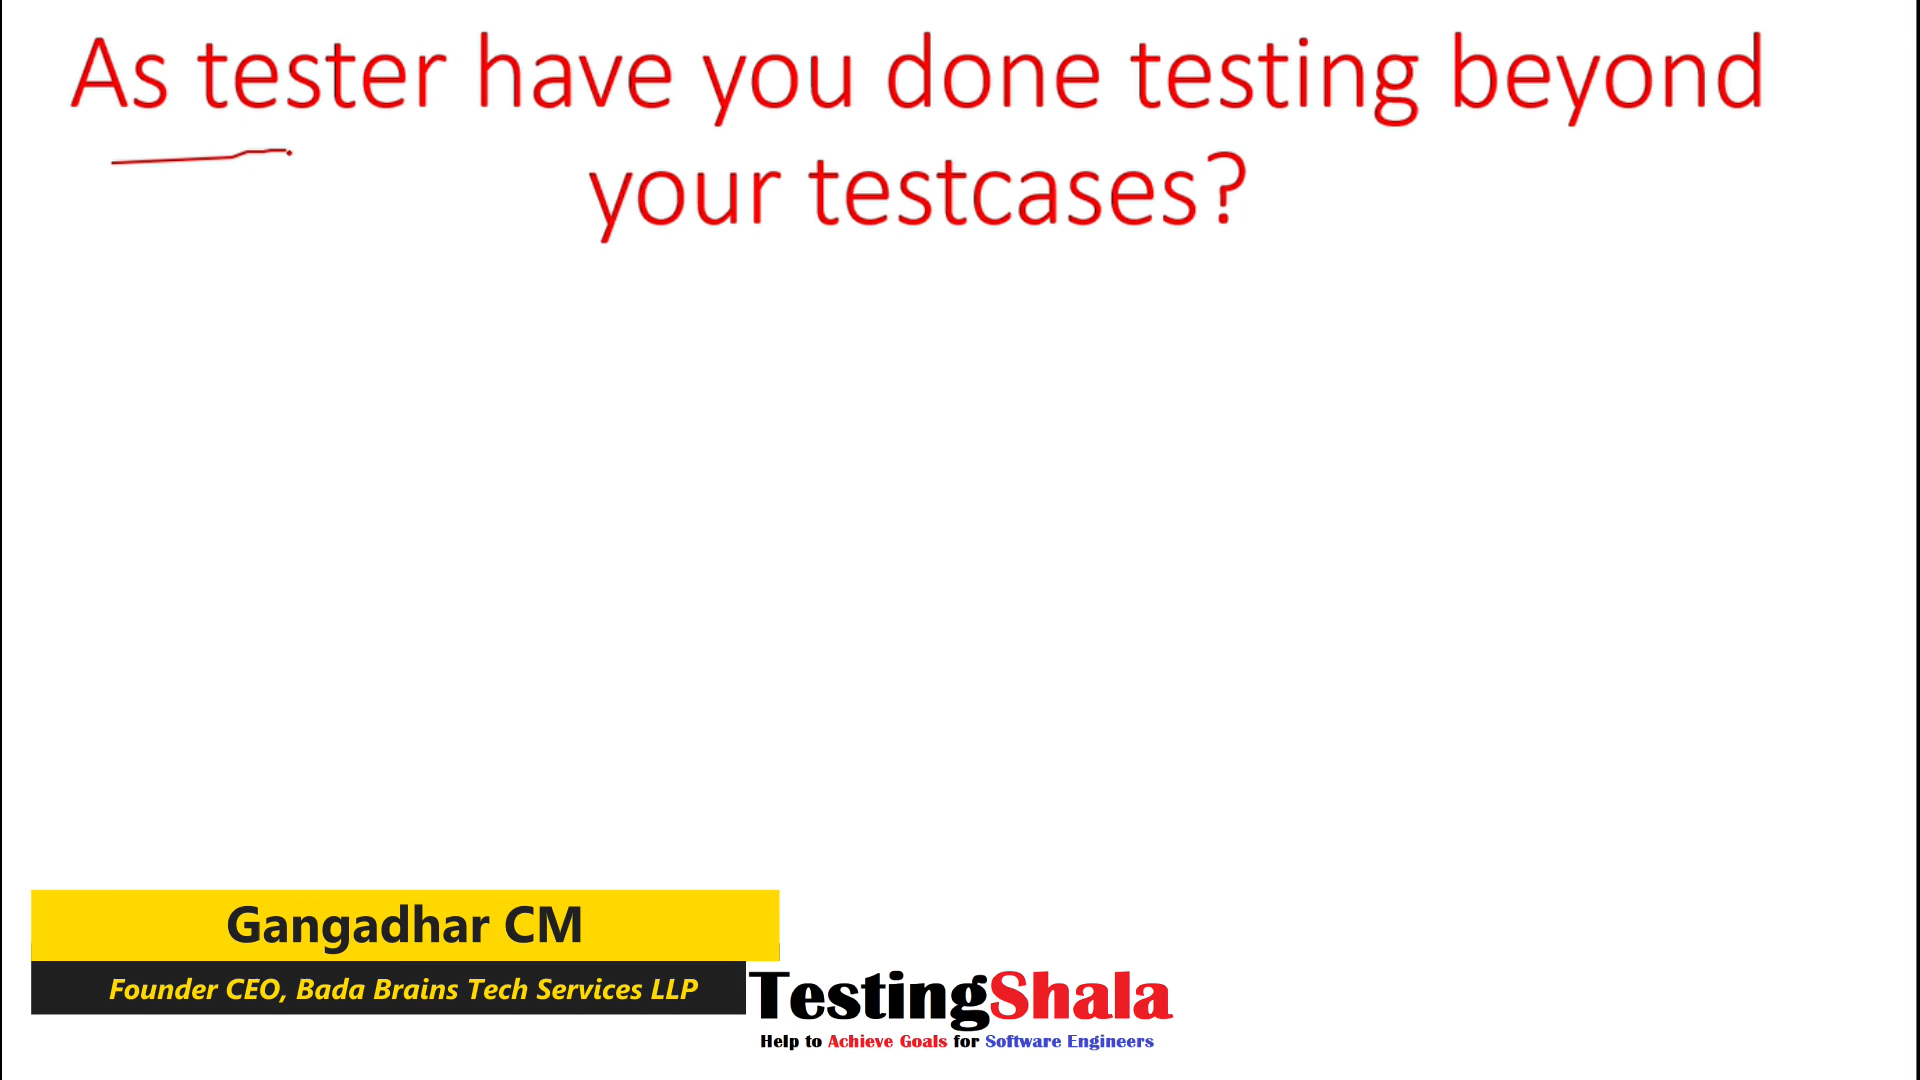 As tester have you done testing beyond
your testcases?
Gangadhar CM
Founder CEO, Bada Brains Tech Services LLP
TestingShala
Help to Achieve Goals for Software Engineers